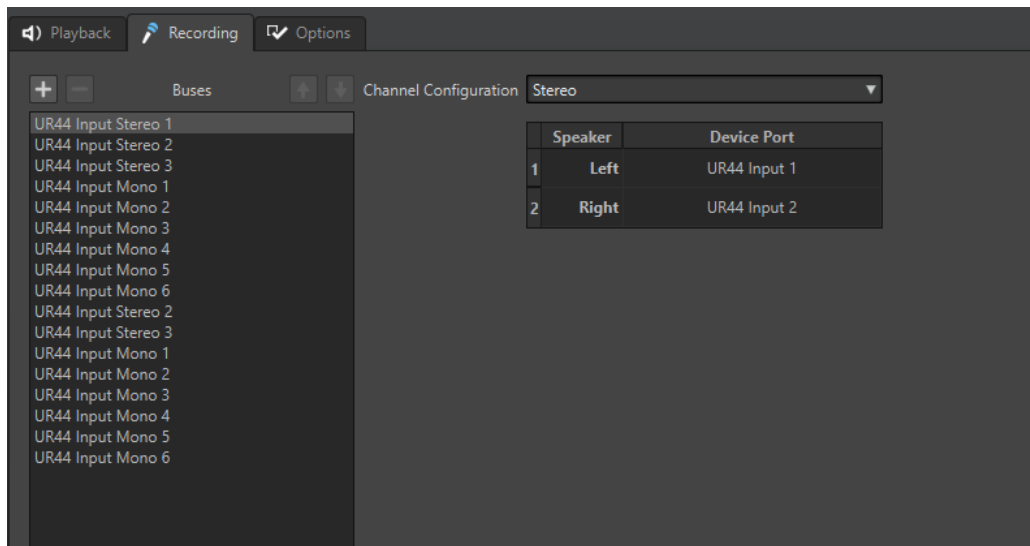 Playback Recording Options
Buses Channel Configuration Stereo
UR44 Input Stereo 1
UR44 Input Stereo 2
UR44 Input Stereo 3
UR44 Input Mono 1
UR44 Input Mono 2
UR44 Input Mono 3
UR44 Input Mono 4
UR44 Input Mono 5
UR44 Input Mono 6
UR44 Input Stereo 2
UR44 Input Stereo 3
UR44 Input Mono 1
UR44 Input Mono 2
UR44 Input Mono 3
UR44 Input Mono 4
UR44 Input Mono 5
UR44 Input Mono 6
Speaker Device Port
1 Left UR44 Input 1
2 Right UR44 Input 2